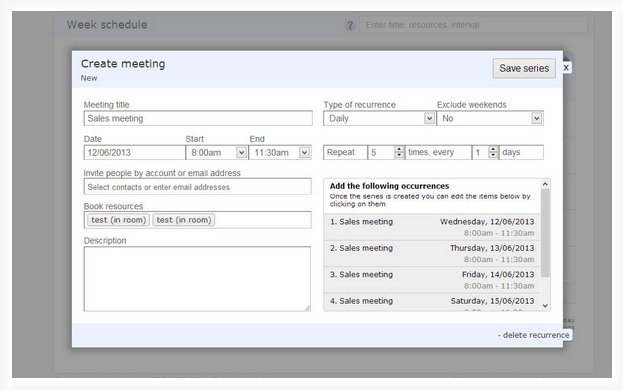 Week schedule
? Enter time, resources, interval
Create meeting
New
Save series
X
Meeting title
Sales meeting
Type of recurrence
Daily
Exclude weekends
No
Date
12/06/2013
Start
8:00am
End
11:30am
Repeat 5 times, every 1 days
Invite people by account or email address
Select contacts or enter email addresses
Book resources
test (in room) test (in room)
Description
Add the following occurrences
Once the series is created you can edit the items below by
clicking on them
1. Sales meeting Wednesday, 12/06/2013
8:00am - 11:30am
2. Sales meeting Thursday, 13/06/2013
8:00am - 11:30am
3. Sales meeting Friday, 14/06/2013
8:00am - 11:30am
4. Sales meeting Saturday, 15/06/2013
8:00am - 11:30am
- delete recurrence